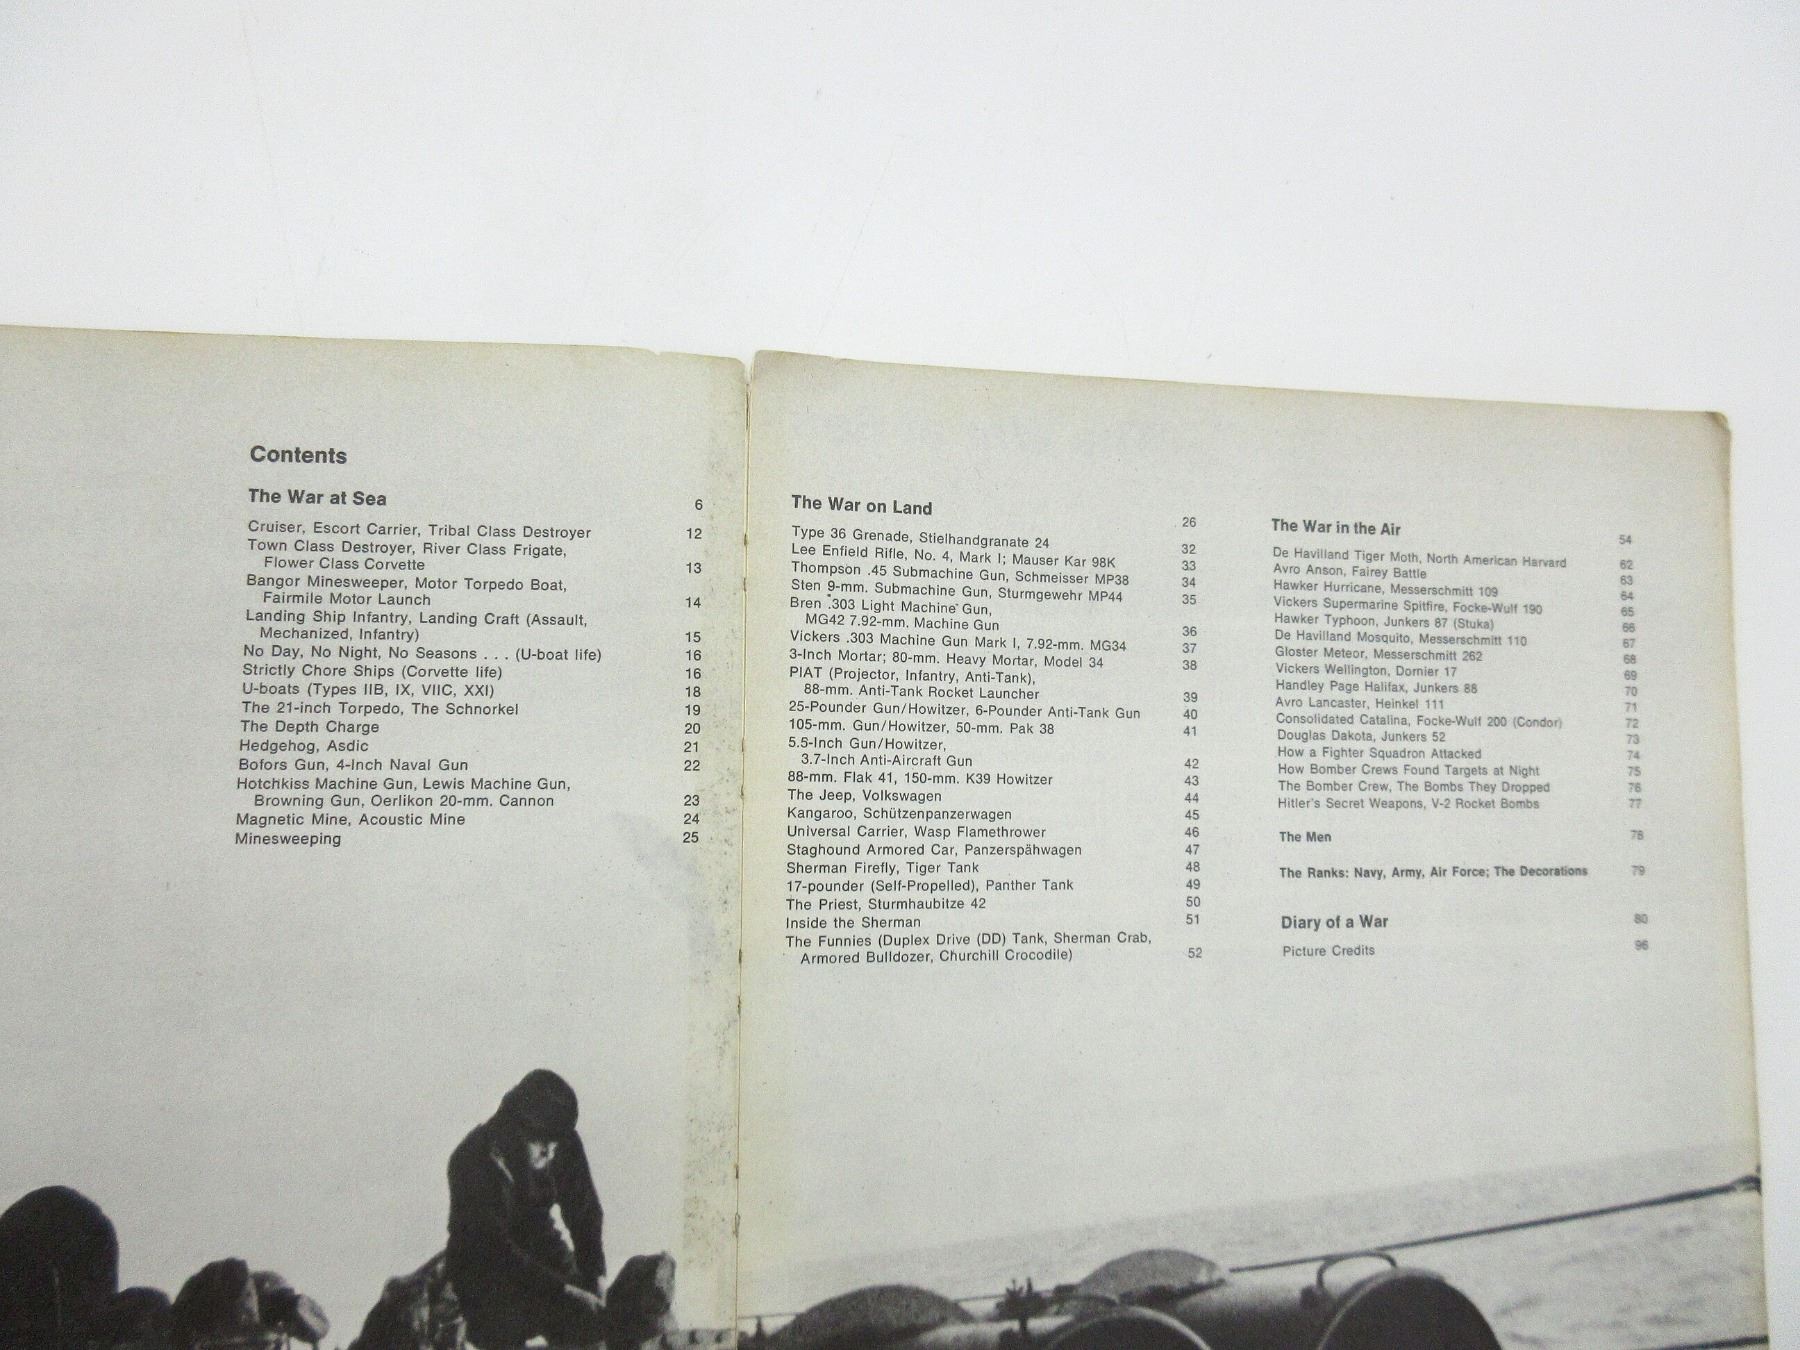 Contents
The War at Sea 6
Cruiser, Escort Carrier, Tribal Class Destroyer 12
Town Class Destroyer, River Class Frigate,
Flower Class Corvette 13
Bangor Minesweeper, Motor Torpedo Boat,
Fairmile Motor Launch 14
Landing Ship Infantry, Landing Craft (Assault,
Mechanized, Infantry) 15
No Day, No Night, No Seasons . . . (U-boat life) 16
Strictly Chore Ships (Corvette life) 16
U-boats (Types IIB, IX, VIIC, XXI) 18
The 21-inch Torpedo, The Schnorkel 19
The Depth Charge 20
Hedgehog, Asdic 21
Bofors Gun, 4-Inch Naval Gun 22
Hotchkiss Machine Gun, Lewis Machine Gun,
Browning Gun, Oerlikon 20-mm. Cannon 23
Magnetic Mine, Acoustic Mine 24
Minesweeping 25
The War on Land 26
Type 36 Grenade, Stielhandgranate 24 32
Lee Enfield Rifle, No. 4, Mark I; Mauser Kar 98K 33
Thompson .45 Submachine Gun, Schmeisser MP38 34
Sten 9-mm. Submachine Gun, Sturmgewehr MP44 35
Bren .303 Light Machine Gun,
MG42 7.92-mm. Machine Gun 36
Vickers .303 Machine Gun Mark I, 7.92-mm. MG34 37
3-Inch Mortar; 80-mm. Heavy Mortar, Model 34 38
PIAT (Projector, Infantry, Anti-Tank),
88-mm. Anti-Tank Rocket Launcher 39
25-Pounder Gun/Howitzer, 6-Pounder Anti-Tank Gun 40
105-mm. Gun/Howitzer, 50-mm. Pak 38 41
5.5-Inch Gun/Howitzer,
3.7-Inch Anti-Aircraft Gun 42
88-mm. Flak 41, 150-mm. K39 Howitzer 43
The Jeep, Volkswagen 44
Kangaroo, Schützenpanzerwagen 45
Universal Carrier, Wasp Flamethrower 46
Staghound Armored Car, Panzerspähwagen 47
Sherman Firefly, Tiger Tank 48
17-pounder (Self-Propelled), Panther Tank 49
The Priest, Sturmhaubitze 42 50
Inside the Sherman 51
The Funnies (Duplex Drive (DD) Tank, Sherman Crab,
Armored Bulldozer, Churchill Crocodile) 52
The War in the Air 54
De Havilland Tiger Moth, North American Harvard 62
Avro Anson, Fairey Battle 63
Hawker Hurricane, Messerschmitt 109 64
Vickers Supermarine Spitfire, Focke-Wulf 190 65
Hawker Typhoon, Junkers 87 (Stuka) 66
De Havilland Mosquito, Messerschmitt 110 67
Gloster Meteor, Messerschmitt 262 68
Vickers Wellington, Dornier 17 69
Handley Page Halifax, Junkers 88 70
Avro Lancaster, Heinkel 111 71
Consolidated Catalina, Focke-Wulf 200 (Condor) 72
Douglas Dakota, Junkers 52 73
How a Fighter Squadron Attacked 74
How Bomber Crews Found Targets at Night 75
The Bomber Crew, The Bombs They Dropped 76
Hitler's Secret Weapons, V-2 Rocket Bombs 77
The Men 78
The Ranks: Navy, Army, Air Force; The Decorations 79
Diary of a War 80
Picture Credits 96